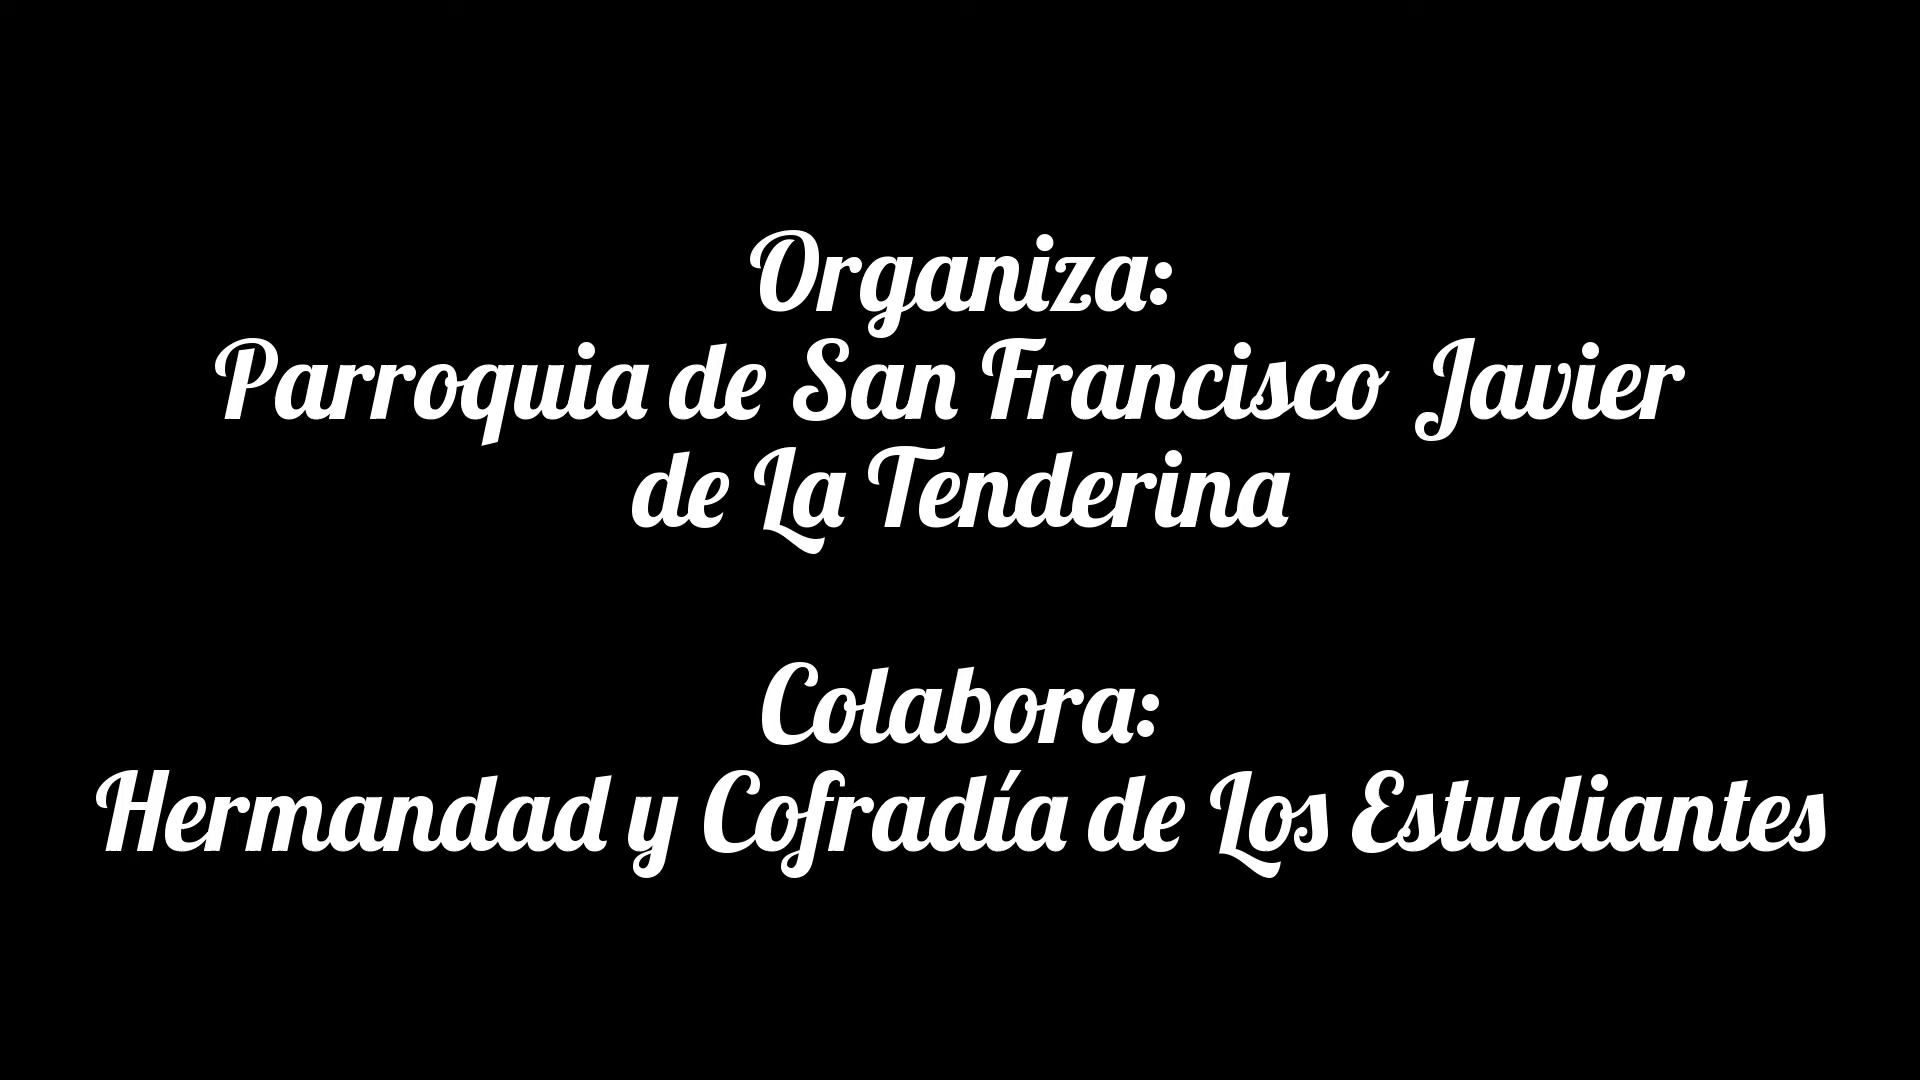 Organiza:
Parroquia de San Francisco Javier
de La Tenderina
Colabora:
Hermandad y Cofradía de Los Estudiantes